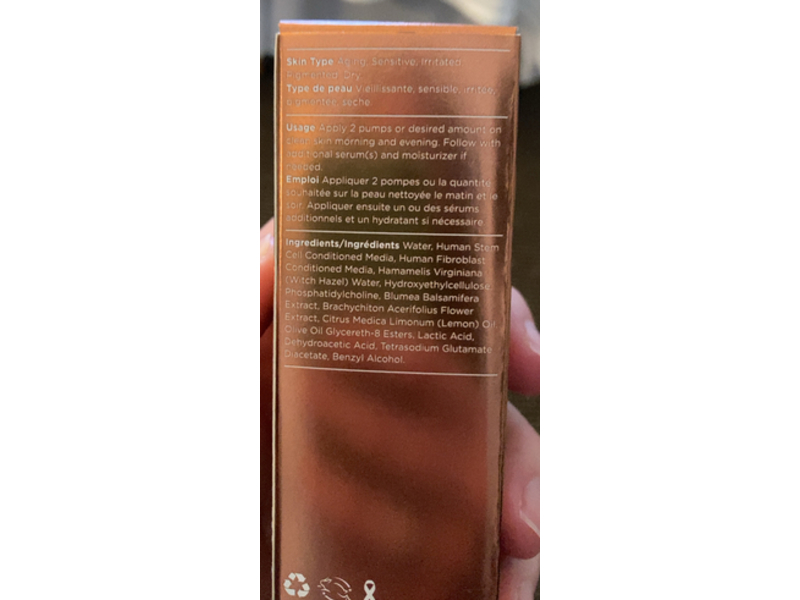 Skin Type Aging, Sensitive, Irritated,
Pigmented, Dry.
Type de peau Vieillissante, sensible, irritée,
pigmentée, sèche.
Usage Apply 2 pumps or desired amount on
clean skin morning and evening. Follow with
additional serum(s) and moisturizer if
needed.
Emploi Appliquer 2 pompes ou la quantité
souhaitée sur la peau nettoyée le matin et le
soir. Appliquer ensuite un ou des sérums
additionnels et un hydratant si nécessaire.
Ingredients/Ingrédients Water, Human Stem
Cell Conditioned Media, Human Fibroblast
Conditioned Media, Hamamelis Virginiana
(Witch Hazel) Water, Hydroxyethylcellulose,
Phosphatidylcholine, Blumea Balsamifera
Extract, Brachychiton Acerifolius Flower
Extract, Citrus Medica Limonum (Lemon) Oil,
Olive Oil Glycereth-8 Esters, Lactic Acid,
Dehydroacetic Acid, Tetrasodium Glutamate
Diacetate, Benzyl Alcohol.